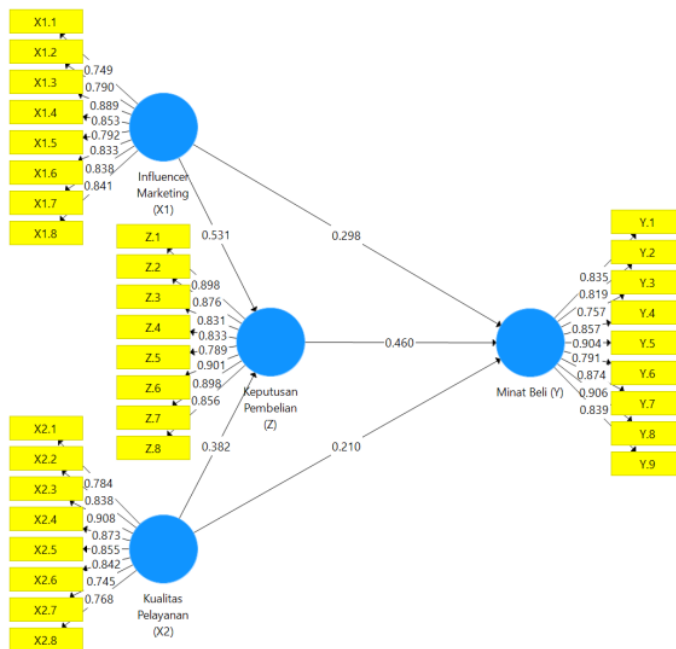 X1.1
X1.2
X1.3
X1.4
X1.5
X1.6
X1.7
X1.8
0.749
0.790
0.889
0.853
0.792
0.833
0.838
0.841
Influencer
Marketing
(X1)
0.531
0.298
Z.1
Z.2
Z.3
Z.4
Z.5
Z.6
Z.7
Z.8
0.898
0.876
0.831
0.833
0.789
0.901
0.898
0.856
Keputusan
Pembelian
(Z)
0.460
Y.1
Y.2
Y.3
Y.4
Y.5
Y.6
Y.7
Y.8
Y.9
0.835
0.819
0.757
0.857
0.904
0.791
0.874
0.906
0.839
Minat Beli (Y)
0.382
0.210
X2.1
X2.2
X2.3
X2.4
X2.5
X2.6
X2.7
X2.8
0.784
0.838
0.908
0.873
0.855
0.842
0.745
0.768
Kualitas
Pelayanan
(X2)